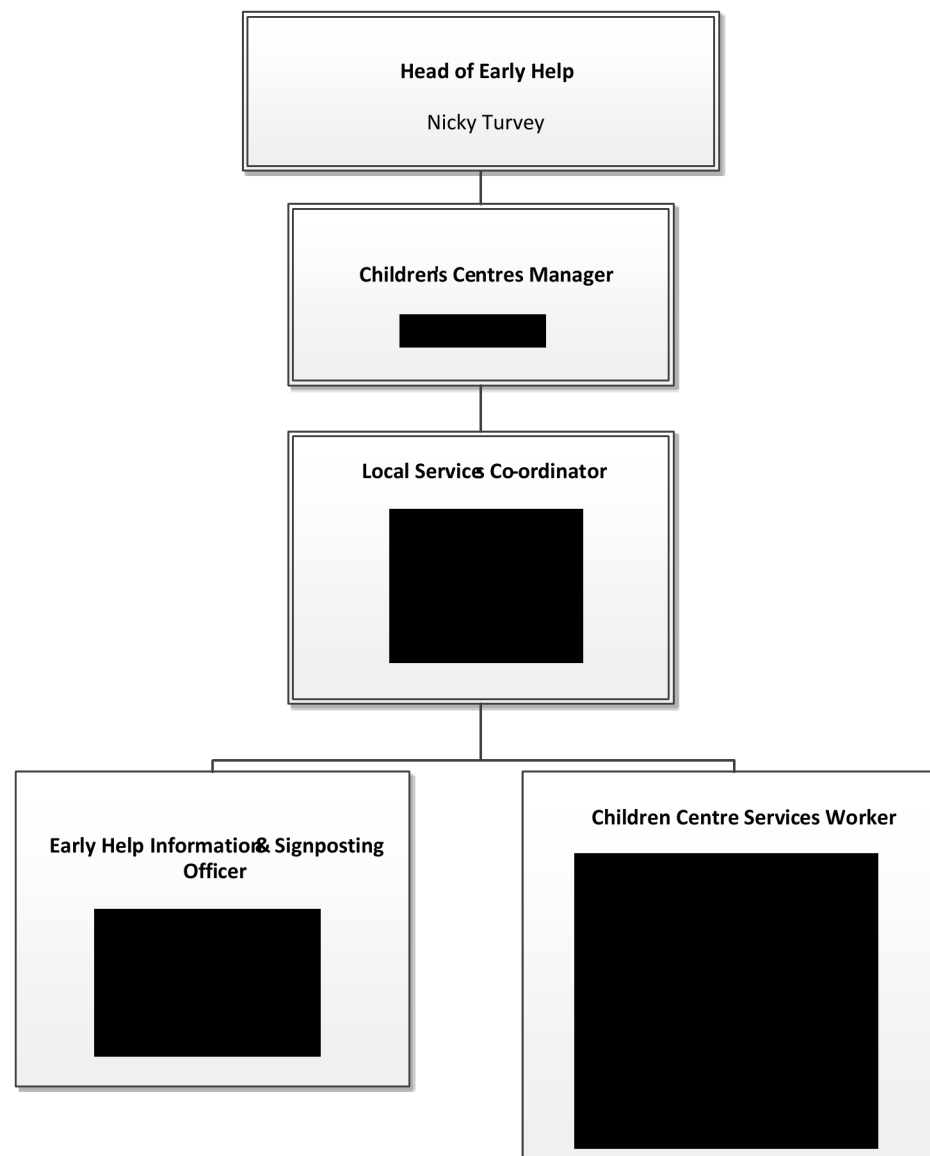 Head of Early Help
Nicky Turvey
Children's Centres Manager
Local Services Co-ordinator
Early Help Information & Signposting
Officer
Children Centre Services Worker